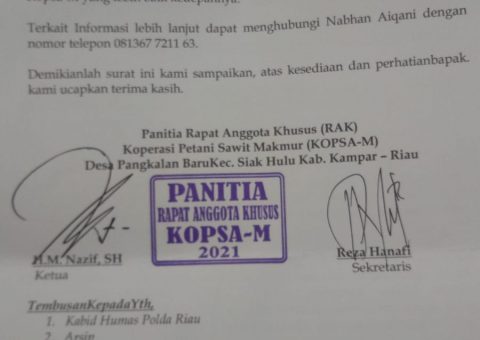 Terkait Informasi lebih lanjut dapat menghubungi Nabhan Aiqani dengan
nomor telepon 081367 7211 63.
Demikianlah surat ini kami sampaikan, atas kesediaan dan perhatianbapak.
kami ucapkan terima kasih.
Panitia Rapat Anggota Khusus (RAK)
Koperasi Petani Sawit Makmur (KOPSA-M)
Desa Pangkalan BaruKec. Siak Hulu Kab. Kampar – Riau
PANITIA
RAPAT ANGGOTA KHUSUS
KOPSA-M
2021
H.M. Nazif, SH
Ketua
Reza Hanafi
Sekretaris
TembusanKepadaYth,
1. Kabid Humas Polda Riau
2. Arsip